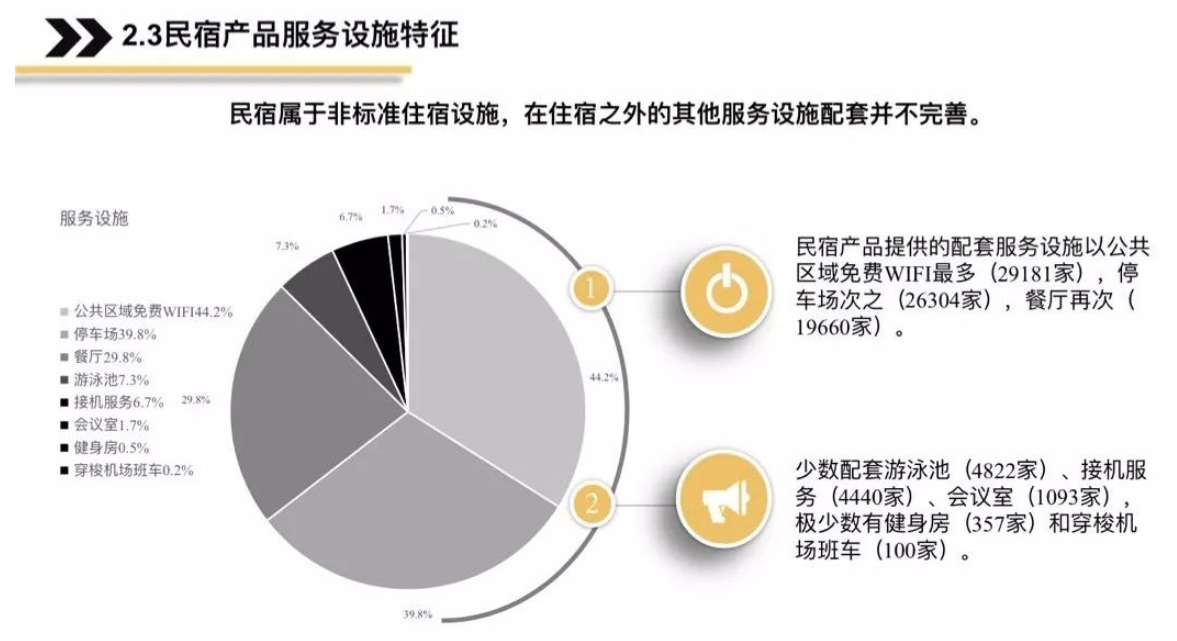 2.3民宿产品服务设施特征
民宿属于非标准住宿设施，在住宿之外的其他服务设施配套并不完善。
服务设施
公共区域免费WIFI44.2%
停车场39.8%
餐厅29.8%
游泳池7.3%
接机服务6.7%
会议室1.7%
健身房0.5%
穿梭机场班车0.2%
29.8%
7.3%
6.7%
1.7%
0.5%
0.2%
44.2%
39.8%
1
民宿产品提供的配套服务设施以公共
区域免费WIFI最多（29181家），停
车场次之（26304家），餐厅再次（
19660家）。
2
少数配套游泳池（4822家）、接机服
务（4440家）、会议室（1093家），
极少数有健身房（357家）和穿梭机
场班车（100家）。